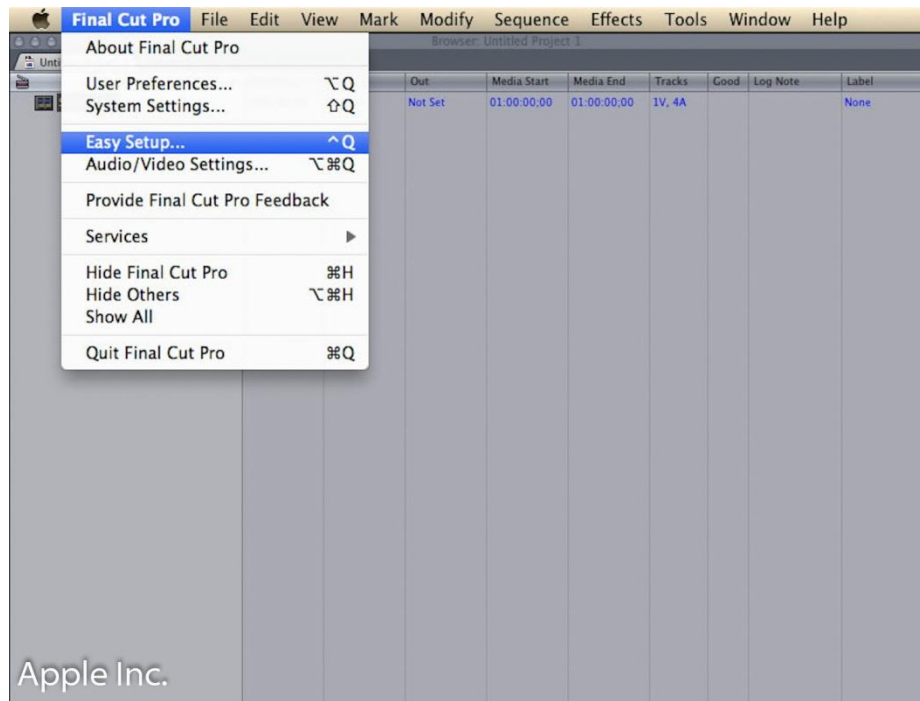 Final Cut Pro File Edit View Mark Modify Sequence Effects Tools Window Help
Browser: Untitled Project 1
About Final Cut Pro
Unti
User Preferences... ⌥Q
Out Media Start Media End Tracks Good Log Note Label
System Settings... ⇧Q
Not Set 01:00:00;00 01:00:00;00 1V, 4A None
Easy Setup... ^Q
Audio/Video Settings... ⌥⌘Q
Provide Final Cut Pro Feedback
Services
Hide Final Cut Pro ⌘H
Hide Others ⌥⌘H
Show All
Quit Final Cut Pro ⌘Q
Apple Inc.